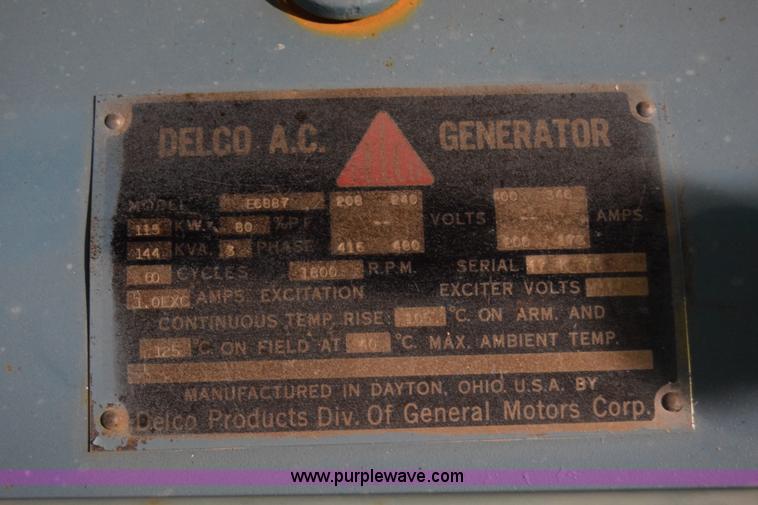 DELCO A.C. GENERATOR
MODEL E6887 208 240 400 346
115 KW. 80 % P.F. -- VOLTS -- AMPS.
144 KVA. 3 PHASE 416 480 200 173
60 CYCLES 1800 R.P.M. SERIAL
1.0EXC AMPS. EXCITATION EXCITER VOLTS
CONTINUOUS TEMP. RISE: 105 °C. ON ARM. AND
125 °C. ON FIELD AT 40 °C. MAX. AMBIENT TEMP.
MANUFACTURED IN DAYTON, OHIO, U.S.A. BY
Delco Products Div. Of General Motors Corp.
www.purplewave.com